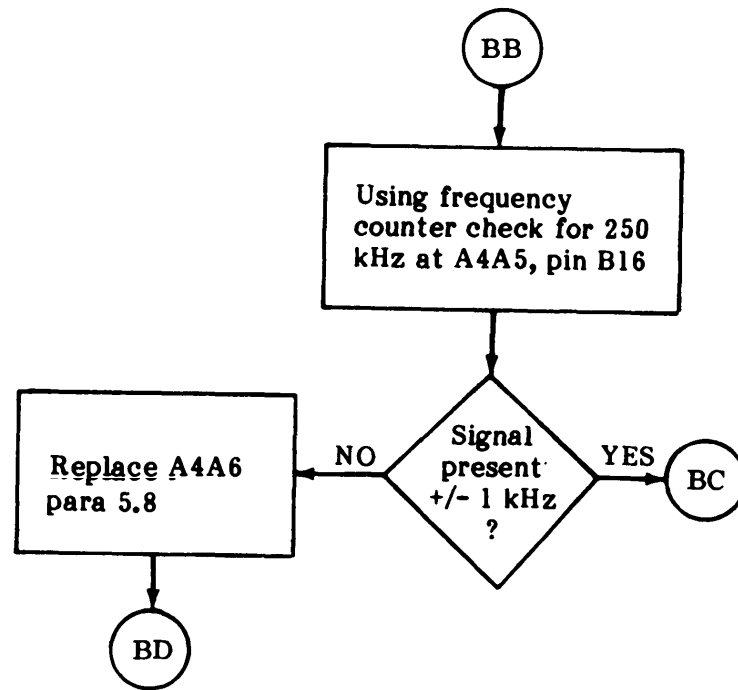 BB
Using frequency
counter check for 250
kHz at A4A5, pin B16
Signal
present
+/- 1 kHz
?
NO
YES
Replace A4A6
para 5.8
BC
BD